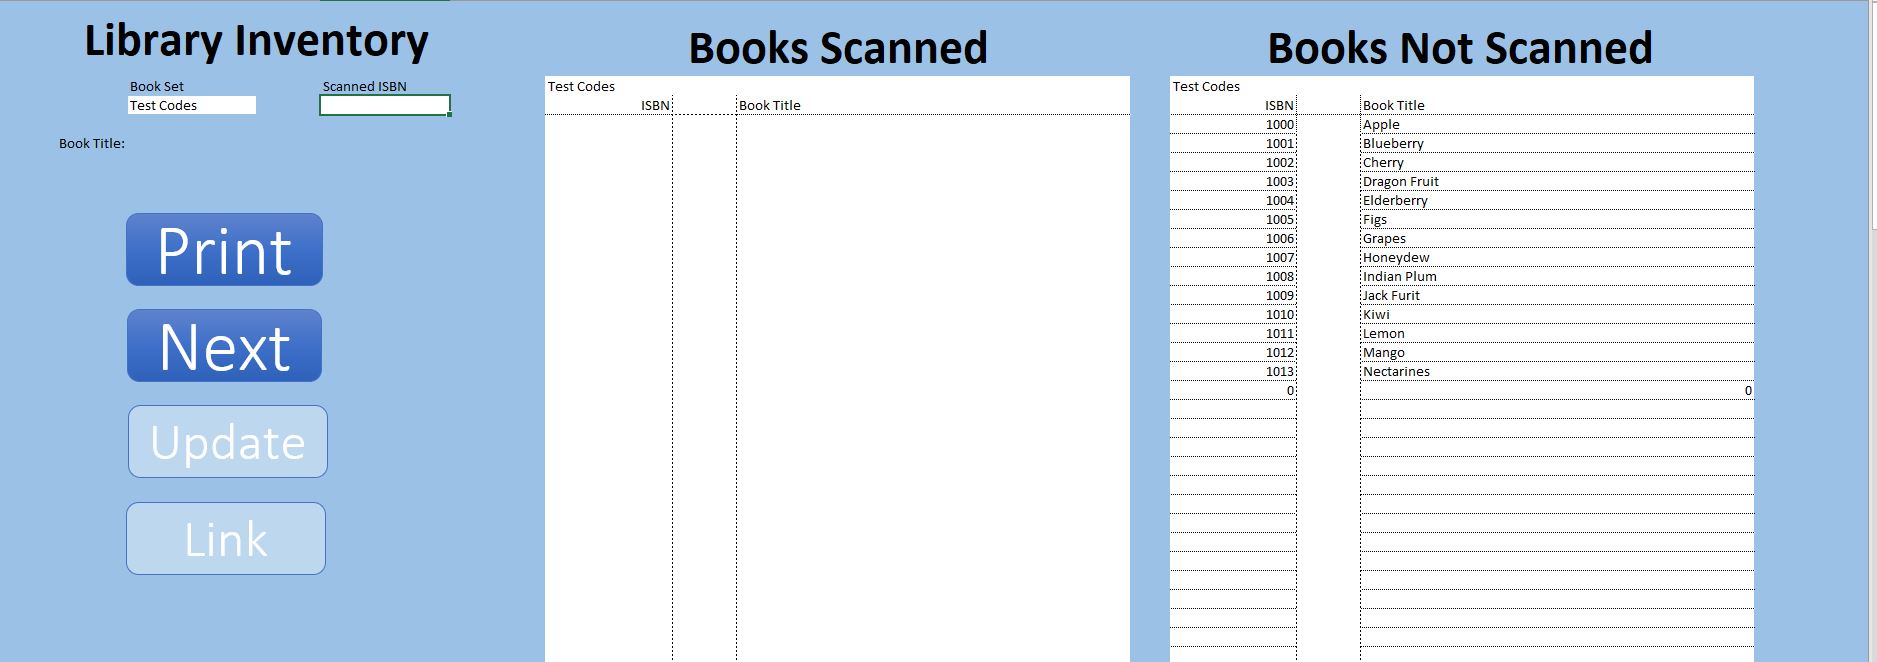 Library Inventory
Book Set
Scanned ISBN
Test Codes
Book Title:
Print
Next
Update
Link
Books Scanned
Test Codes
ISBN Book Title
Books Not Scanned
Test Codes
ISBN Book Title
1000 Apple
1001 Blueberry
1002 Cherry
1003 Dragon Fruit
1004 Elderberry
1005 Figs
1006 Grapes
1007 Honeydew
1008 Indian Plum
1009 Jack Furit
1010 Kiwi
1011 Lemon
1012 Mango
1013 Nectarines
0 0